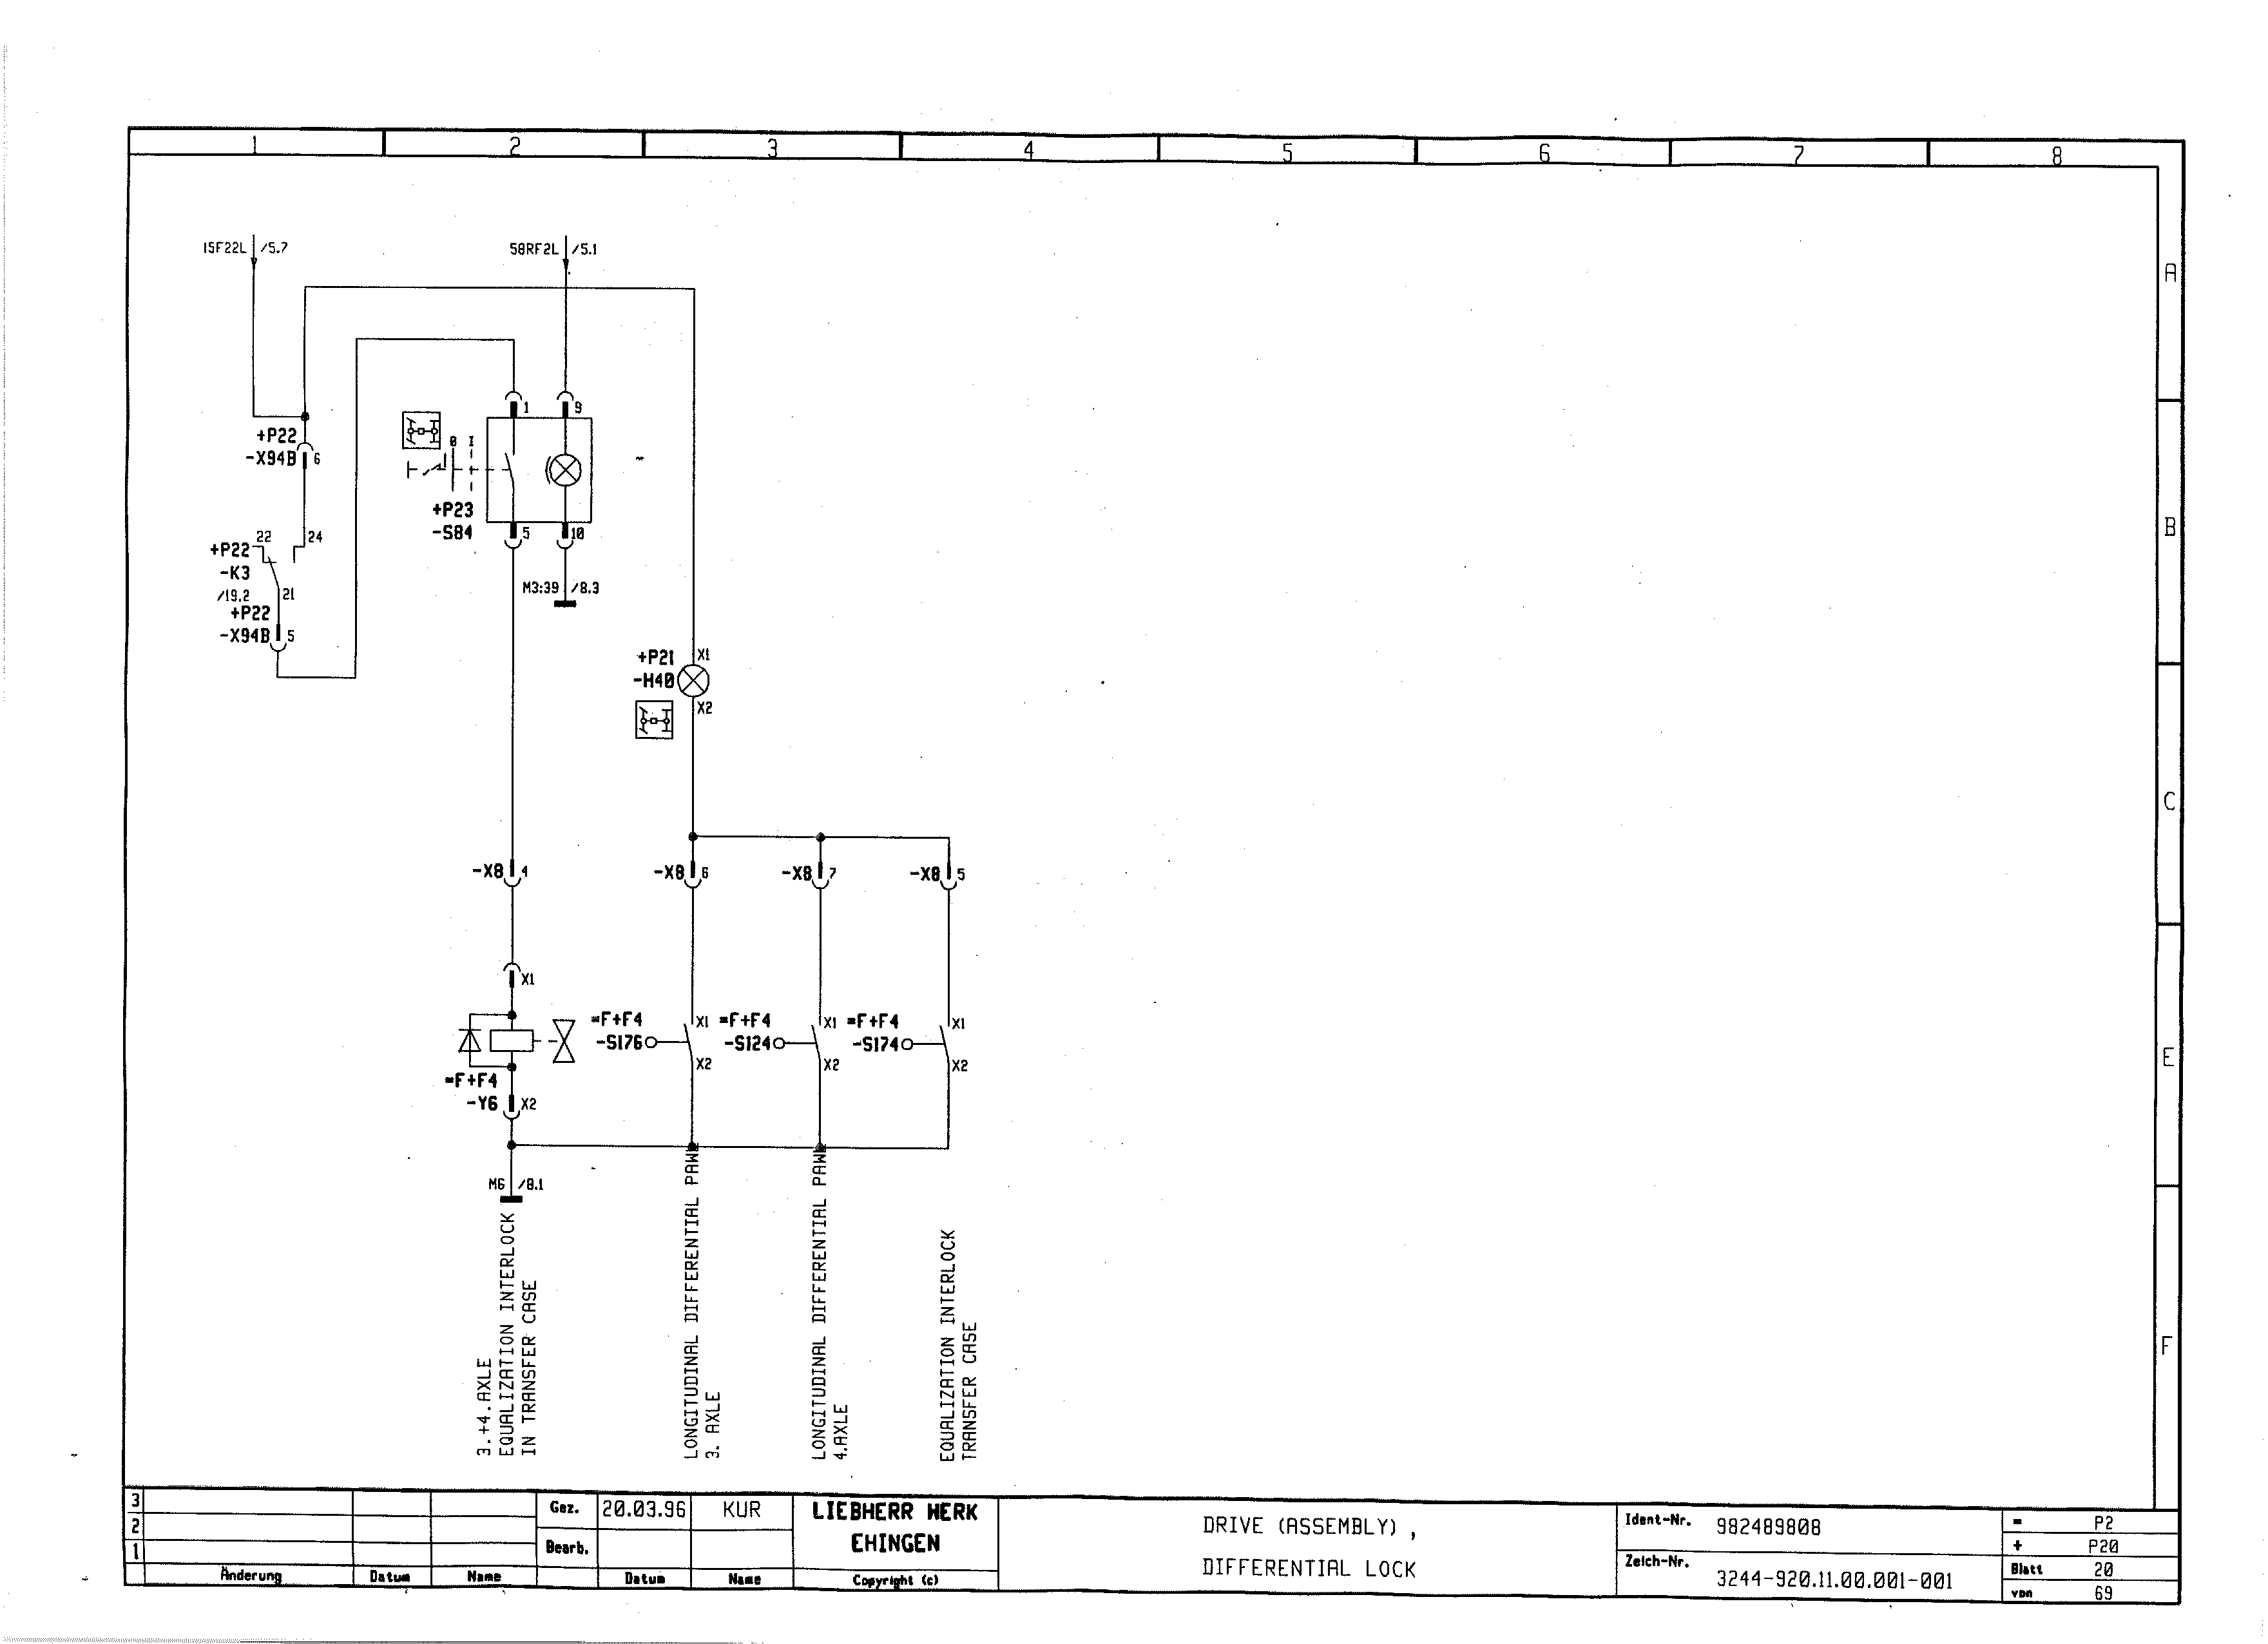 1 2 3 4 5 6 7 8
A
B
C
E
F
15F22L /5.7
58RF2L /5.1
1 9
+P22
-X94B 6
0 I
+P23
-S84
5 10
M3:39 /8.3
22 24
+P22
-K3
/19.2 21
+P22
-X94B 5
+P21 X1
-H40
X2
-X8 4
-X8 6
-X8 7
-X8 5
X1
=F+F4
-Y6 X2
=F+F4 X1
-S176
X2
=F+F4 X1
-S124
X2
=F+F4 X1
-S174
X2
M6 /8.1
3.+4.AXLE
EQUALIZATION INTERLOCK
IN TRANSFER CASE
LONGITUDINAL DIFFERENTIAL PAWL
3. AXLE
LONGITUDINAL DIFFERENTIAL PAWL
4.AXLE
EQUALIZATION INTERLOCK
TRANSFER CASE
3
2
1
Änderung Datum Name
Gez. 20.03.96 KUR
Bearb.
Datum Name
LIEBHERR WERK
EHINGEN
Copyright (c)
DRIVE (ASSEMBLY) ,
DIFFERENTIAL LOCK
Ident-Nr. 982489808
Zeich-Nr. 3244-920.11.00.001-001
= P2
+ P20
Blatt 20
von 69